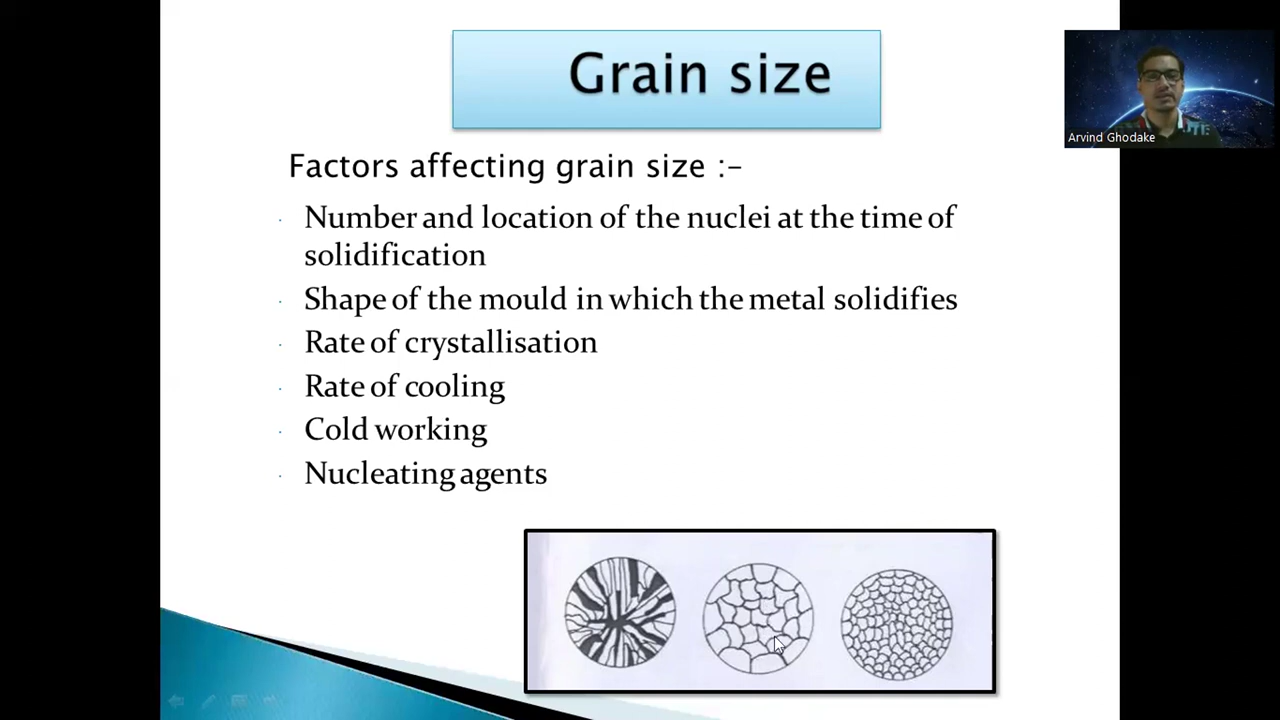 Grain size
Arvind Ghodake
Factors affecting grain size :-
Number and location of the nuclei at the time of
solidification
Shape of the mould in which the metal solidifies
Rate of crystallisation
Rate of cooling
Cold working
Nucleating agents